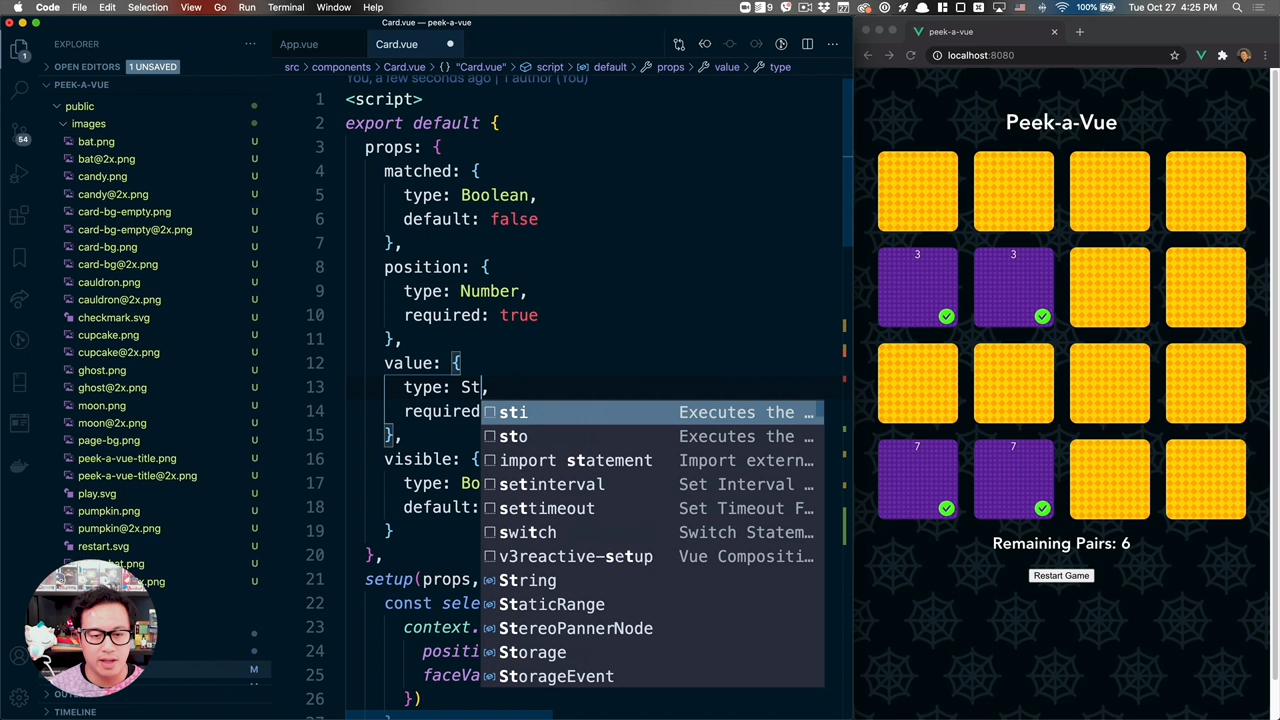 Code File Edit Selection View Go Run Terminal Window Help
9 27 100% Tue Oct 27 4:25 PM
Card.vue — peek-a-vue
peek-a-vue
localhost:8080
EXPLORER
OPEN EDITORS 1 UNSAVED
PEEK-A-VUE
public
images
bat.png U
bat@2x.png U
candy.png U
candy@2x.png U
card-bg-empty.png U
card-bg-empty@2x.png U
card-bg.png U
card-bg@2x.png U
cauldron.png U
cauldron@2x.png U
checkmark.svg U
cupcake.png U
cupcake@2x.png U
ghost.png U
ghost@2x.png U
moon.png U
moon@2x.png U
page-bg.png U
peek-a-vue-title.png U
peek-a-vue-title@2x.png U
play.svg U
pumpkin.png U
pumpkin@2x.png U
restart.svg U
bat.png U
.png U
M
TIMELINE
1
54
App.vue Card.vue
src > components > Card.vue > {} "Card.vue" > script > default > props > value > type
You, a few seconds ago | 1 author (You)
1 <script>
2 export default {
3 props: {
4 matched: {
5 type: Boolean,
6 default: false
7 },
8 position: {
9 type: Number,
10 required: true
11 },
12 value: {
13 type: St,
14 required
15 },
16 visible: {
17 type: Bo
18 default:
19 }
20 },
21 setup(props,
22 const sele
23 context.
24 positi
25 faceVa
26 })
27
sti Executes the …
sto Executes the …
import statement Import extern…
setinterval Set Interval …
settimeout Set Timeout F…
switch Switch Statem…
v3reactive-setup Vue Compositi…
String
StaticRange
StereoPannerNode
Storage
StorageEvent
Peek-a-Vue
3 3
7 7
Remaining Pairs: 6
Restart Game